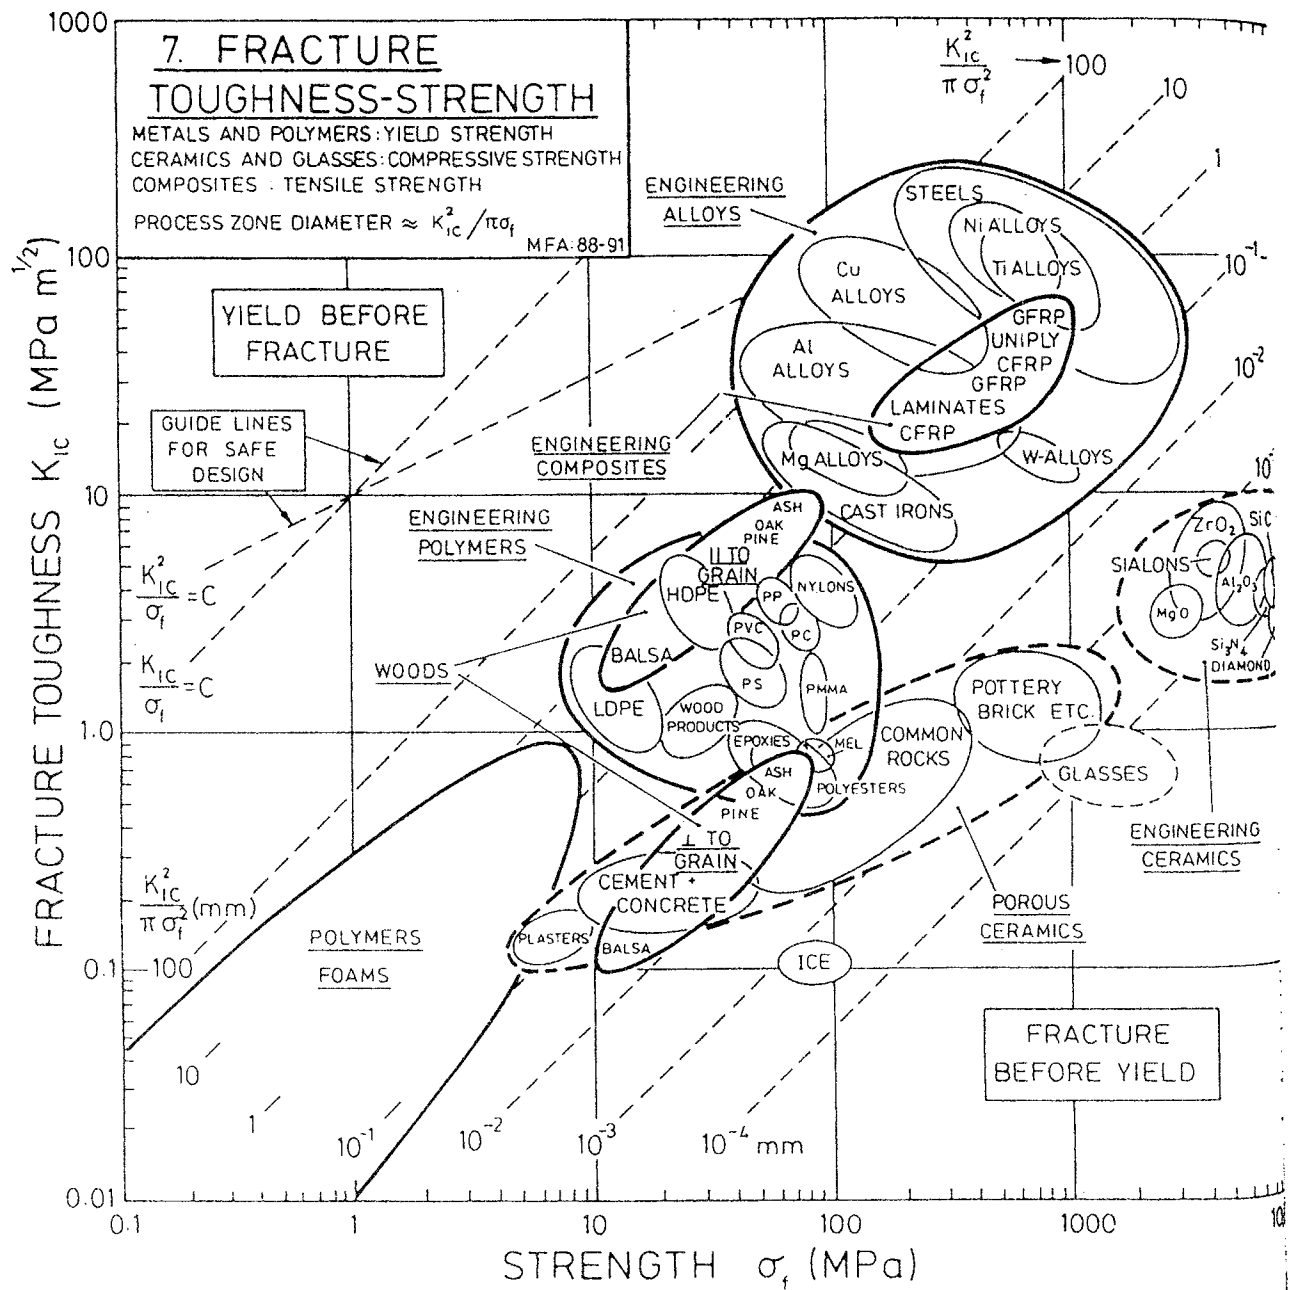 7. FRACTURE
TOUGHNESS-STRENGTH
METALS AND POLYMERS: YIELD STRENGTH
CERAMICS AND GLASSES: COMPRESSIVE STRENGTH
COMPOSITES : TENSILE STRENGTH
PROCESS ZONE DIAMETER ≈ K²IC/πσf
MFA: 88-91
K²IC/πσf² → 100
10
1
10⁻¹
10⁻²
1000
100
10
1.0
0.1
0.01
FRACTURE TOUGHNESS KIC (MPa m^1/2)
YIELD BEFORE
FRACTURE
GUIDE LINES
FOR SAFE
DESIGN
K²IC/σf = C
KIC/σf = C
K²IC/πσf² (mm)
100
10
1
10⁻¹
10⁻²
10⁻³
10⁻⁴ mm
ENGINEERING
ALLOYS
STEELS
Ni ALLOYS
Ti ALLOYS
Cu
ALLOYS
Al
ALLOYS
GFRP
UNIPLY
CFRP
GFRP
LAMINATES
CFRP
Mg ALLOYS
W-ALLOYS
CAST IRONS
ENGINEERING
COMPOSITES
ENGINEERING
POLYMERS
ASH
OAK
PINE
II TO
GRAIN
HDPE
PP
NYLONS
PVC
PC
BALSA
WOODS
PS
PMMA
LDPE
WOOD
PRODUCTS
EPOXIES
MEL
ASH
OAK
PINE
POLYESTERS
⊥ TO
GRAIN
CEMENT +
CONCRETE
PLASTERS
BALSA
ICE
POLYMERS
FOAMS
COMMON
ROCKS
POTTERY
BRICK ETC.
GLASSES
ZrO₂
SiC
SIALONS
Al₂O₃
MgO
Si₃N₄
DIAMOND
ENGINEERING
CERAMICS
POROUS
CERAMICS
FRACTURE
BEFORE YIELD
0.1
1
10
100
1000
STRENGTH σf (MPa)